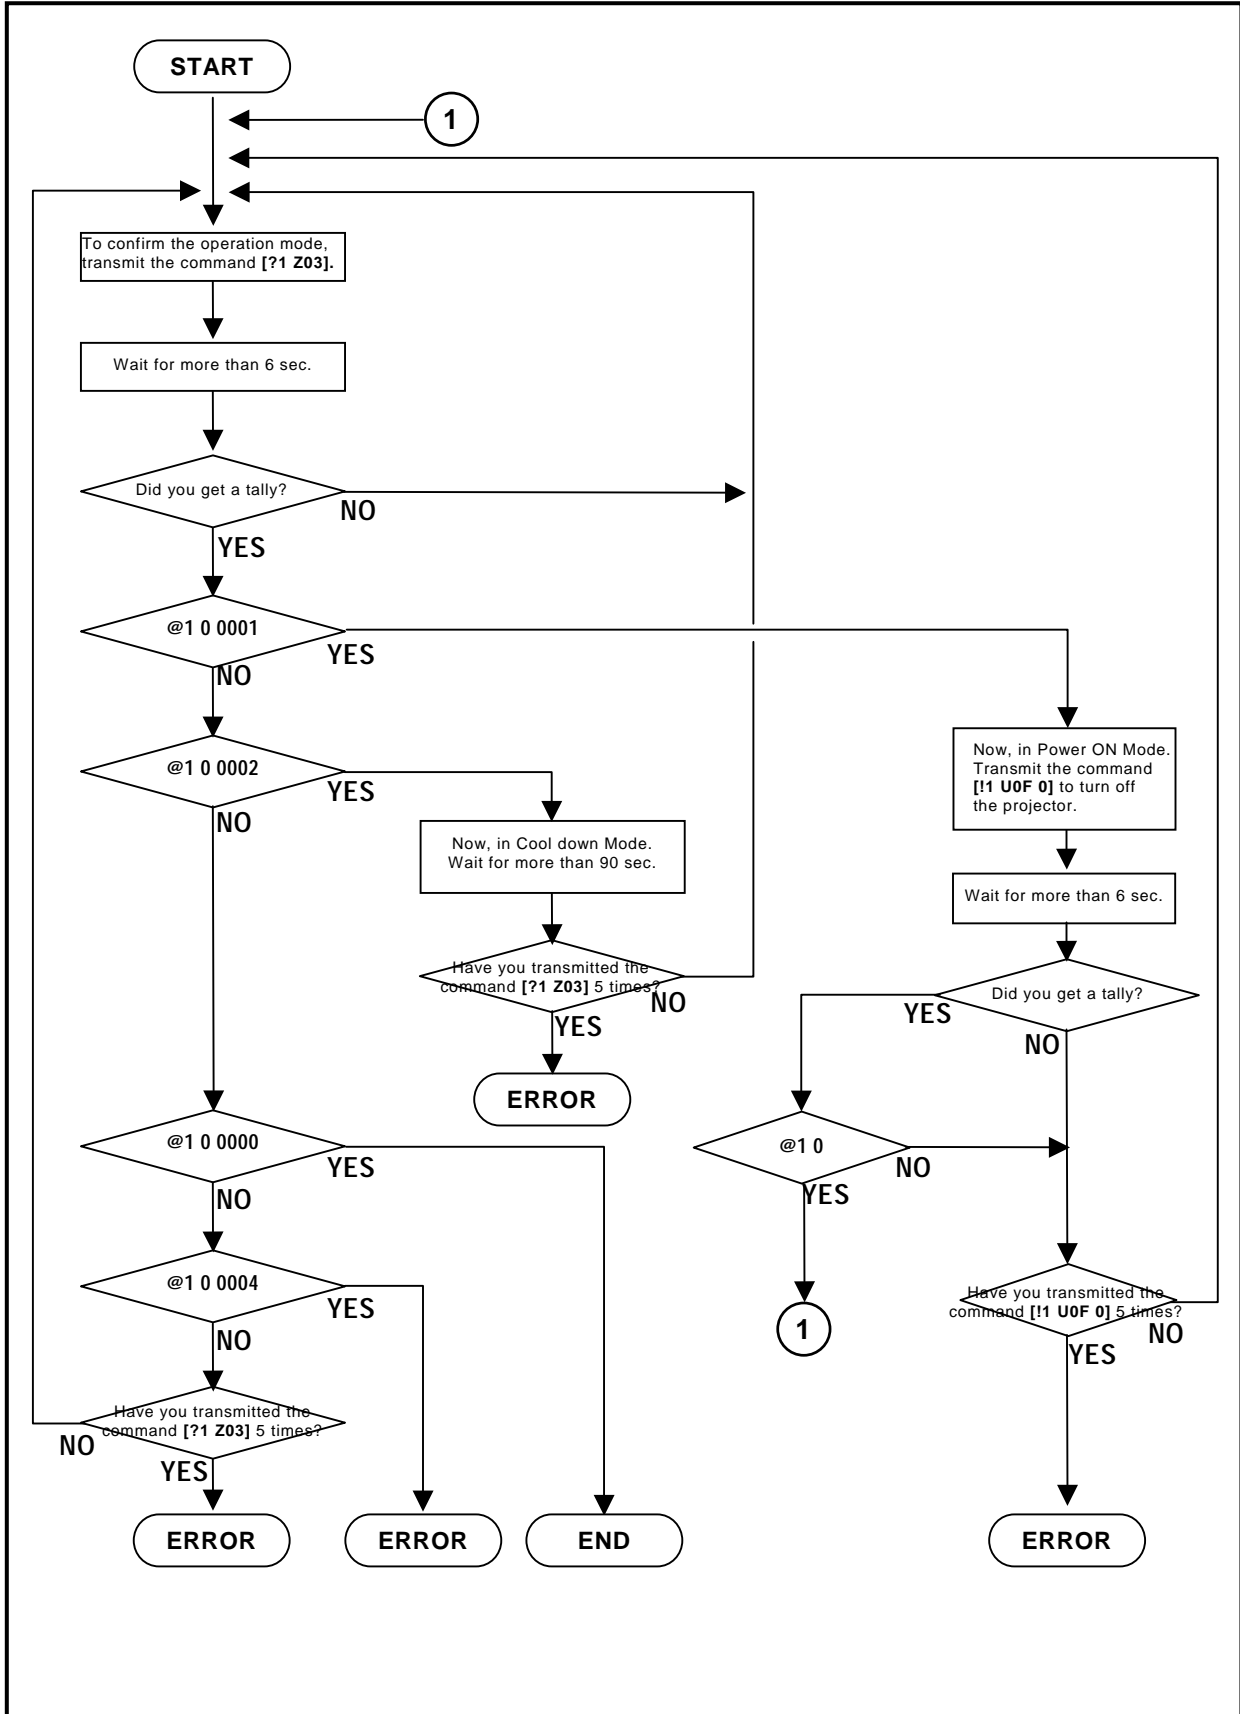 START
1
To confirm the operation mode,
transmit the command [?1 Z03].
Wait for more than 6 sec.
Did you get a tally?
NO
YES
@1 0 0001
YES
NO
@1 0 0002
YES
NO
Now, in Cool down Mode.
Wait for more than 90 sec.
Have you transmitted the
command [?1 Z03] 5 times?
NO
YES
ERROR
Now, in Power ON Mode.
Transmit the command
[!1 U0F 0] to turn off
the projector.
Wait for more than 6 sec.
Did you get a tally?
YES
NO
@1 0
NO
YES
1
Have you transmitted the
command [!1 U0F 0] 5 times?
NO
YES
@1 0 0000
YES
NO
@1 0 0004
YES
NO
Have you transmitted the
command [?1 Z03] 5 times?
NO
YES
ERROR
ERROR
END
ERROR